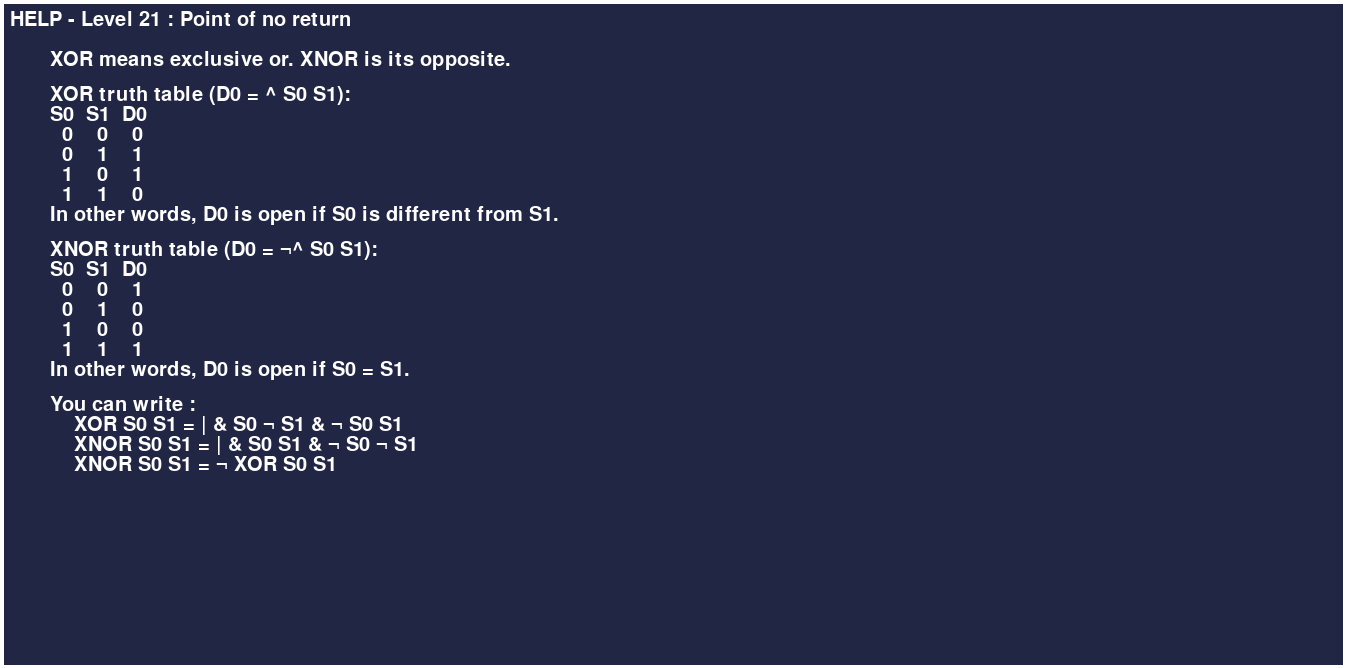 HELP - Level 21 : Point of no return
XOR means exclusive or. XNOR is its opposite.
XOR truth table (D0 = ^ S0 S1):
S0 S1 D0
0 0 0
0 1 1
1 0 1
1 1 0
In other words, D0 is open if S0 is different from S1.
XNOR truth table (D0 = ¬^ S0 S1):
S0 S1 D0
0 0 1
0 1 0
1 0 0
1 1 1
In other words, D0 is open if S0 = S1.
You can write :
XOR S0 S1 = | & S0 ¬ S1 & ¬ S0 S1
XNOR S0 S1 = | & S0 S1 & ¬ S0 ¬ S1
XNOR S0 S1 = ¬ XOR S0 S1